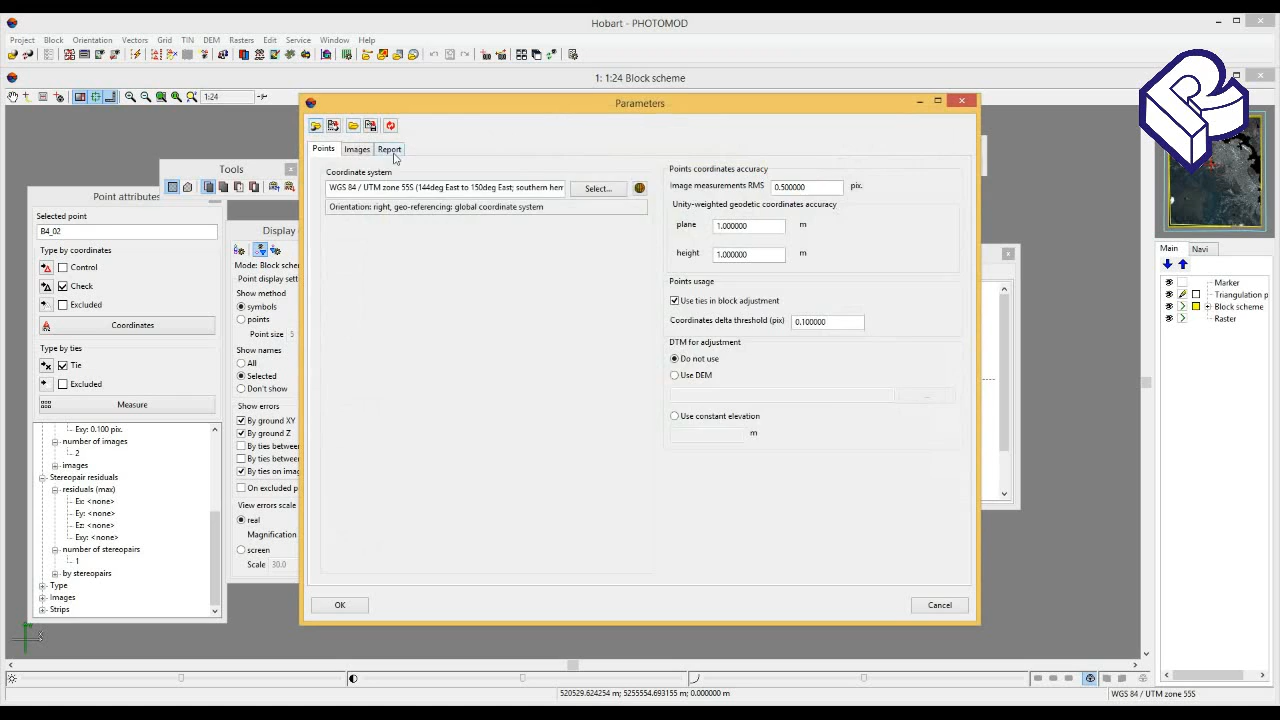 Hobart - PHOTOMOD
Project Block Orientation Vectors Grid TIN DEM Rasters Edit Service Window Help
1: 1:24 Block scheme
1:24
Parameters
Points Images Report
Coordinate system
WGS 84 / UTM zone 55S (144deg East to 150deg East; southern hem
Select...
Orientation: right, geo-referencing: global coordinate system
Points coordinates accuracy
Image measurements RMS 0.500000 pix.
Unity-weighted geodetic coordinates accuracy
plane 1.000000 m
height 1.000000 m
Points usage
Use ties in block adjustment
Coordinates delta threshold (pix) 0.100000
DTM for adjustment
Do not use
Use DEM
...
Use constant elevation
m
OK
Cancel
Tools
Point attributes
Selected point
B4_02
Type by coordinates
Control
Check
Excluded
Coordinates
Type by ties
Tie
Excluded
Measure
Exy: 0.100 pix.
number of images
2
images
Stereopair residuals
residuals (max)
Ex: <none>
Ey: <none>
Ez: <none>
Exy: <none>
number of stereopairs
1
by stereopairs
Type
Images
Strips
Display
Mode: Block sche
Point display sett
Show method
symbols
points
Point size 5
Show names
All
Selected
Don't show
Show errors
By ground XY
By ground Z
By ties between
By ties between
By ties on imag
On excluded p
View errors scale
real
Magnification
screen
Scale 30.0
Main Navi
Marker
Triangulation p
Block scheme
Raster
520529.624254 m; 5255554.693155 m; 0.000000 m
WGS 84 / UTM zone 55S